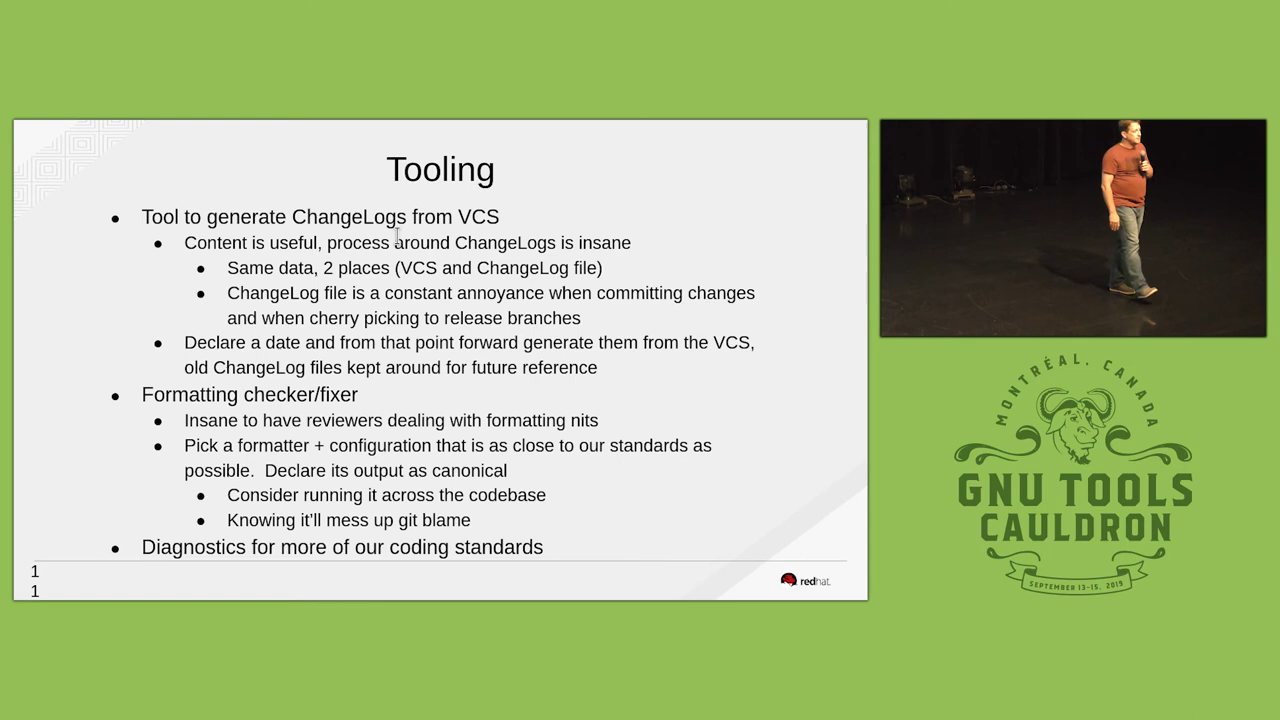 Tooling
● Tool to generate ChangeLogs from VCS
● Content is useful, process around ChangeLogs is insane
● Same data, 2 places (VCS and ChangeLog file)
● ChangeLog file is a constant annoyance when committing changes
and when cherry picking to release branches
● Declare a date and from that point forward generate them from the VCS,
old ChangeLog files kept around for future reference
● Formatting checker/fixer
● Insane to have reviewers dealing with formatting nits
● Pick a formatter + configuration that is as close to our standards as
possible.  Declare its output as canonical
● Consider running it across the codebase
● Knowing it’ll mess up git blame
● Diagnostics for more of our coding standards
1
1
redhat.
MONTRÉAL, CANADA
GNU TOOLS
CAULDRON
SEPTEMBER 13-15, 2019